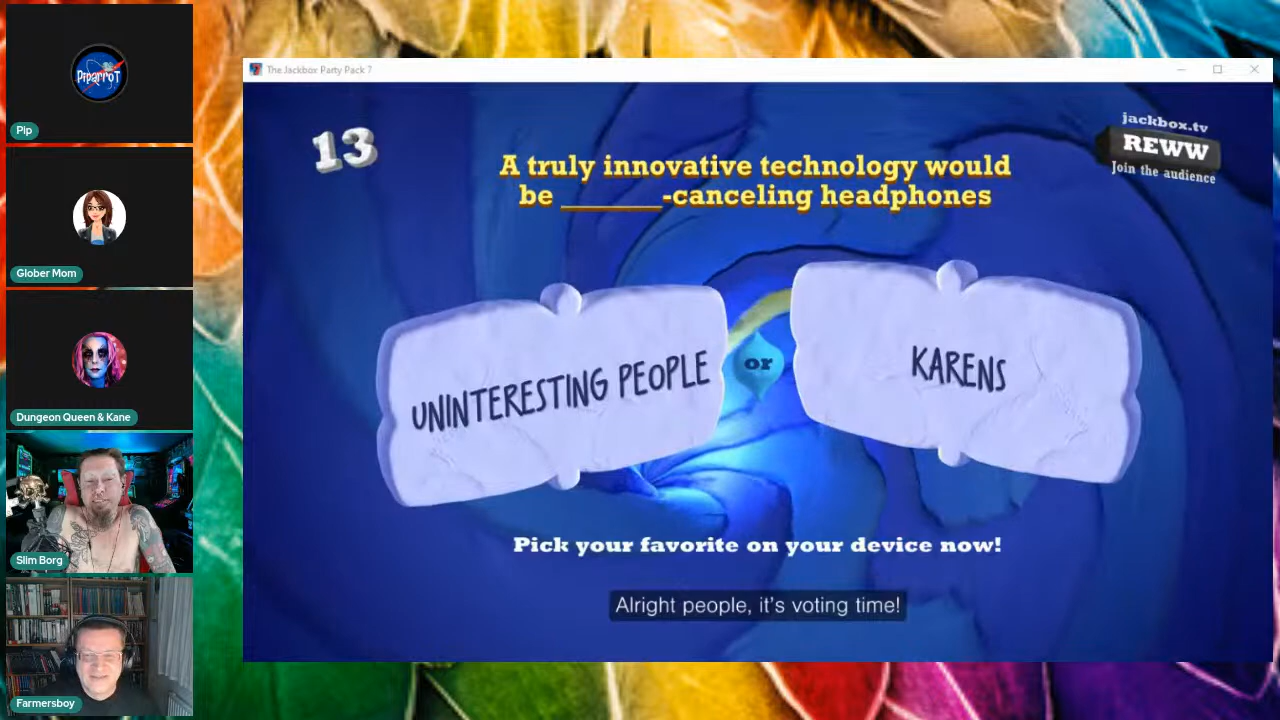 PiparroT
Pip
Glober Mom
Dungeon Queen & Kane
Slim Borg
Farmersboy
The Jackbox Party Pack 7
13
A truly innovative technology would
be ______-canceling headphones
jackbox.tv
REWW
Join the audience
UNINTERESTING PEOPLE
or
KARENS
Pick your favorite on your device now!
Alright people, it's voting time!